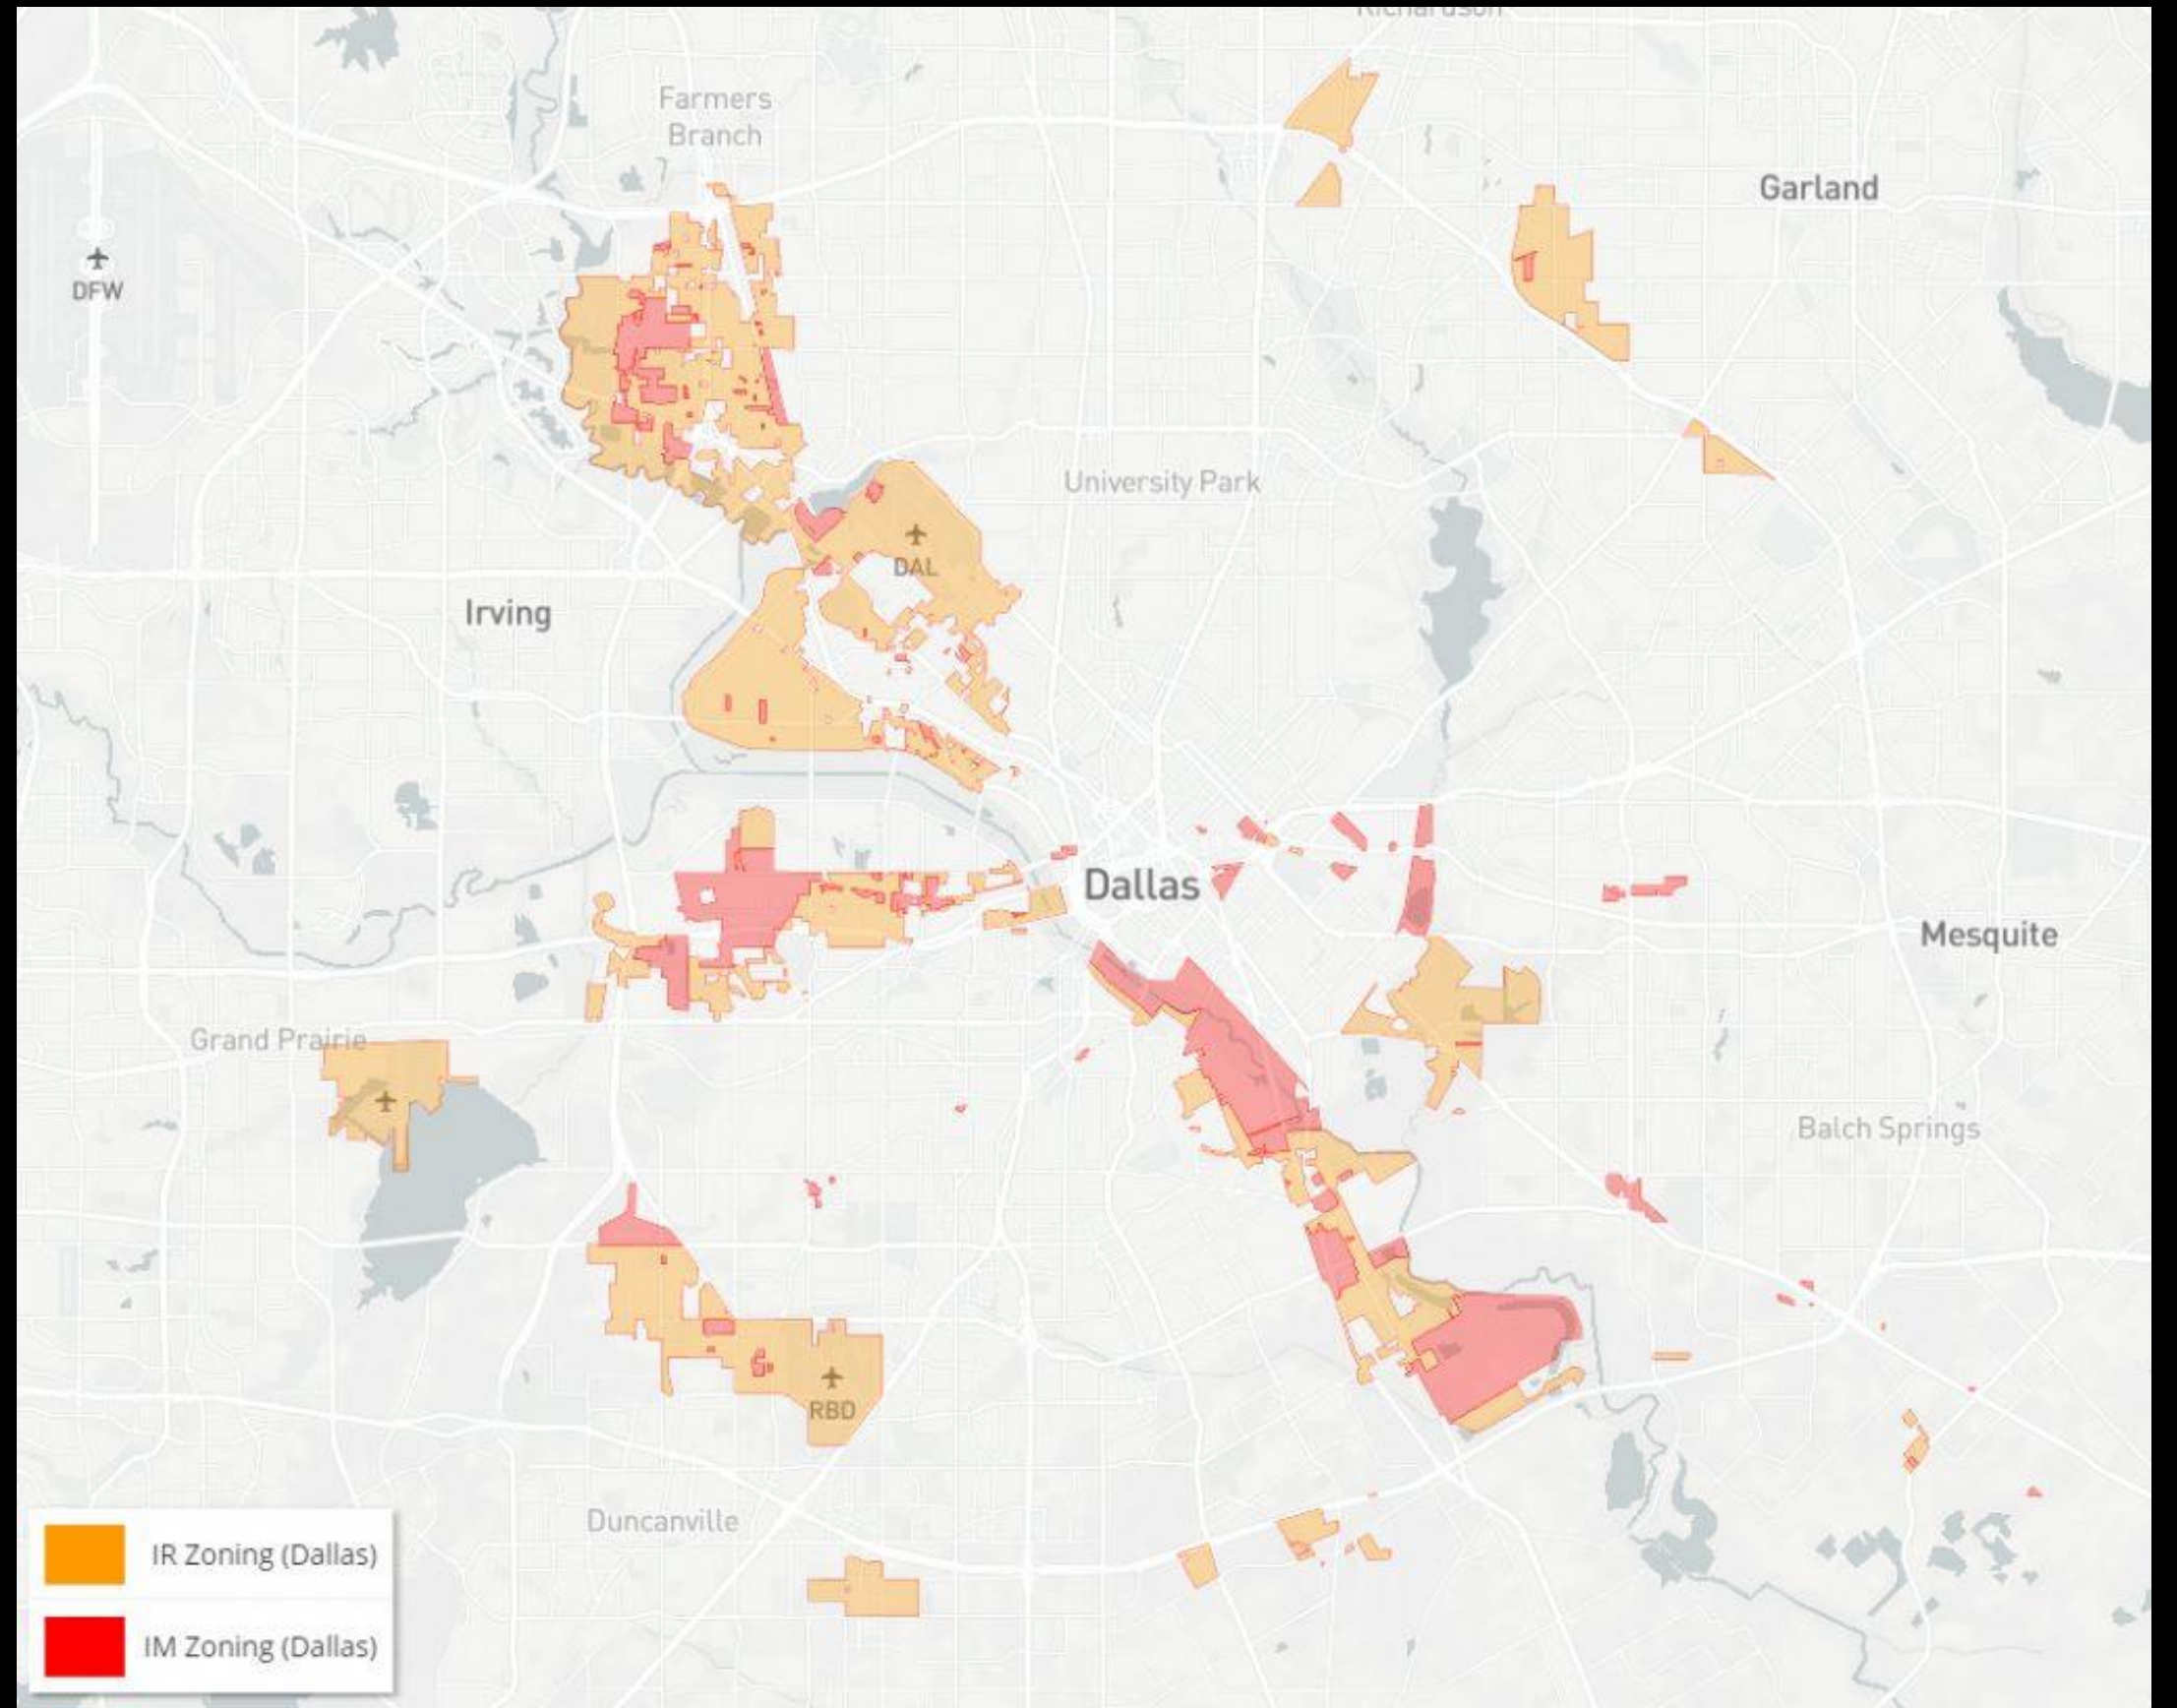 Richardson
Farmers
Branch
Garland
DFW
University Park
DAL
Irving
Dallas
Mesquite
Grand Prairie
Balch Springs
RBD
Duncanville
IR Zoning (Dallas)
IM Zoning (Dallas)